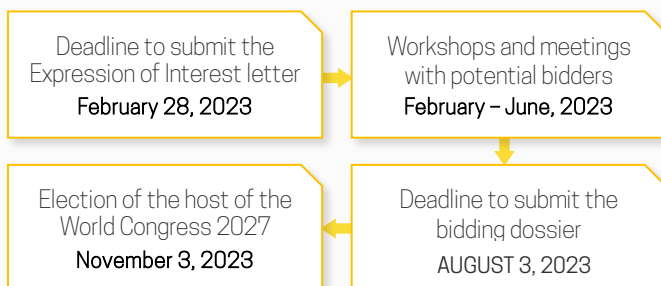 Deadline to submit the
Expression of Interest letter
February 28, 2023
Workshops and meetings
with potential bidders
February – June, 2023
Election of the host of the
World Congress 2027
November 3, 2023
Deadline to submit the
bidding dossier
AUGUST 3, 2023